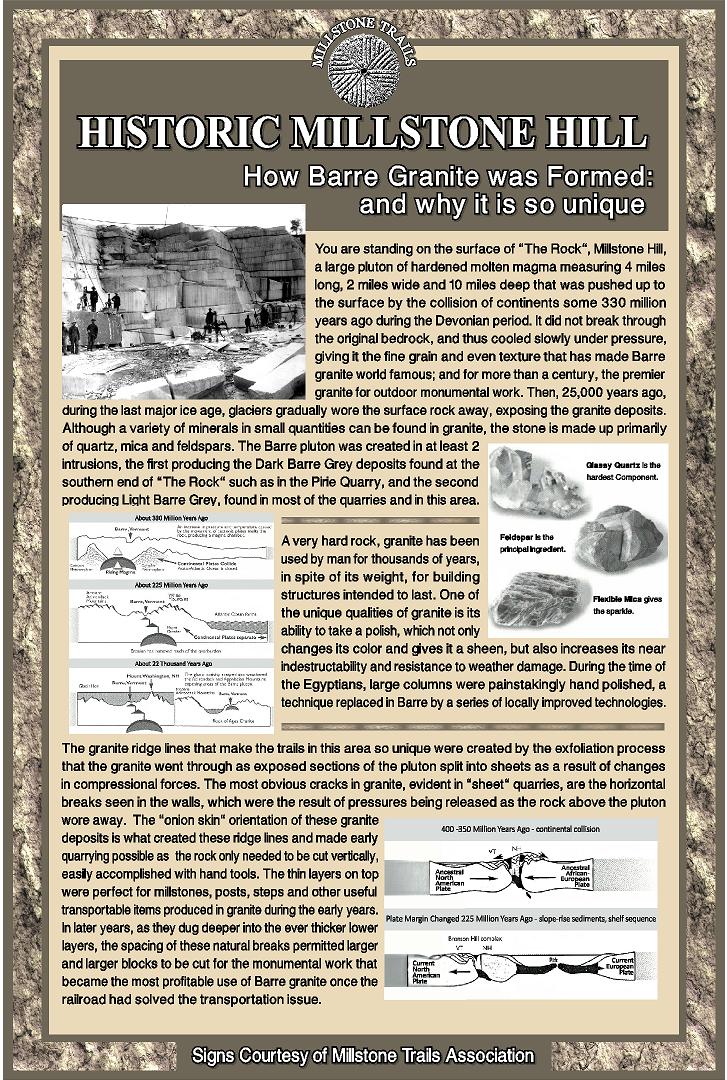 MILLSTONE TRAILS
HISTORIC MILLSTONE HILL
How Barre Granite was Formed:
and why it is so unique
You are standing on the surface of "The Rock", Millstone Hill,
a large pluton of hardened molten magma measuring 4 miles
long, 2 miles wide and 10 miles deep that was pushed up to
the surface by the collision of continents some 330 million
years ago during the Devonian period. It did not break through
the original bedrock, and thus cooled slowly under pressure,
giving it the fine grain and even texture that has made Barre
granite world famous; and for more than a century, the premier
granite for outdoor monumental work. Then, 25,000 years ago,
during the last major ice age, glaciers gradually wore the surface rock away, exposing the granite deposits.
Although a variety of minerals in small quantities can be found in granite, the stone is made up primarily
of quartz, mica and feldspars. The Barre pluton was created in at least 2
intrusions, the first producing the Dark Barre Grey deposits found at the
southern end of "The Rock" such as in the Pirie Quarry, and the second
producing Light Barre Grey, found in most of the quarries and in this area.
Glassy Quartz is the
hardest Component.
Feldspar is the
principal ingredient.
Flexible Mica gives
the sparkle.
About 330 Million Years Ago
Barre, Vermont
Rising Magma
Continental Plates Collide
About 225 Million Years Ago
Ancient
Adirondack
Mountains
Barre, Vermont
Atlantic Ocean forms
Continental Plates separate
Erosion has removed much of the overburden
About 22 Thousand Years Ago
Mount Washington, NH
Barre, Vermont
Barre, Vermont
Rock of Ages Granite
A very hard rock, granite has been
used by man for thousands of years,
in spite of its weight, for building
structures intended to last. One of
the unique qualities of granite is its
ability to take a polish, which not only
changes its color and gives it a sheen, but also increases its near
indestructability and resistance to weather damage. During the time of
the Egyptians, large columns were painstakingly hand polished, a
technique replaced in Barre by a series of locally improved technologies.
The granite ridge lines that make the trails in this area so unique were created by the exfoliation process
that the granite went through as exposed sections of the pluton split into sheets as a result of changes
in compressional forces. The most obvious cracks in granite, evident in "sheet" quarries, are the horizontal
breaks seen in the walls, which were the result of pressures being released as the rock above the pluton
wore away. The "onion skin" orientation of these granite
deposits is what created these ridge lines and made early
quarrying possible as the rock only needed to be cut vertically,
easily accomplished with hand tools. The thin layers on top
were perfect for millstones, posts, steps and other useful
transportable items produced in granite during the early years.
In later years, as they dug deeper into the ever thicker lower
layers, the spacing of these natural breaks permitted larger
and larger blocks to be cut for the monumental work that
became the most profitable use of Barre granite once the
railroad had solved the transportation issue.
400 -350 Million Years Ago - continental collision
VT NH
Ancestral
North
American
Plate
Ancestral
African-
European
Plate
Plate Margin Changed 225 Million Years Ago - slope-rise sediments, shelf sequence
Bronson Hill complex
VT NH
Current
North
American
Plate
Current
European
Plate
Signs Courtesy of Millstone Trails Association